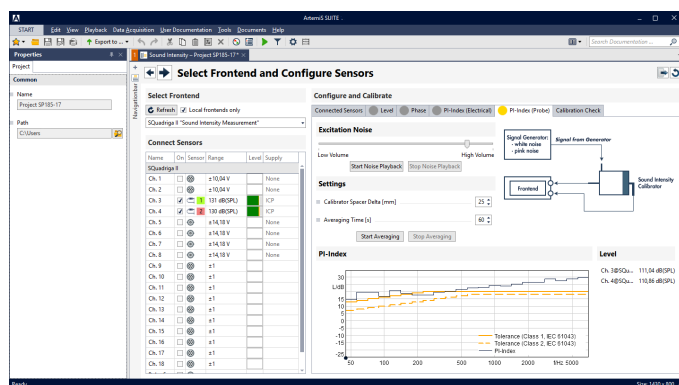 ArtemiS SUITE
START Edit View Playback Data Acquisition User Documentation Tools Documents Help
Export to ... Search Documentation ...
Properties
Sound Intensity – Project SP185-17*
Project
Common
Name
Project SP185-17
Path
C:\Users
Navigationbar
Select Frontend and Configure Sensors
Select Frontend
Refresh Local frontends only
SQuadriga II "Sound Intensity Measurement"
Connect Sensors
Name On Sensor Range Level Supply
SQuadriga II
Ch. 1 ±10,04 V None
Ch. 2 ±10,04 V None
Ch. 3 1 131 dB(SPL) ICP
Ch. 4 2 130 dB(SPL) ICP
Ch. 5 ±14,18 V None
Ch. 6 ±14,18 V None
Ch. 7 ±14,18 V None
Ch. 8 ±14,18 V None
Ch. 9 ±1
Ch. 10 ±1
Ch. 11 ±1
Ch. 12 ±1
Ch. 13 ±1
Ch. 14 ±1
Ch. 15 ±1
Ch. 16 ±1
Ch. 17 ±1
Ch. 18 ±1
Configure and Calibrate
Connected Sensors Level Phase PI-Index (Electrical) PI-Index (Probe) Calibration Check
Excitation Noise
Low Volume High Volume
Start Noise Playback Stop Noise Playback
Settings
Calibrator Spacer Delta [mm] 25
Averaging Time [s] 60
Start Averaging Stop Averaging
Signal Generator:
- white noise
- pink noise
Signal from Generator
Frontend
Sound Intensity
Calibrator
PI-Index
30
L/dB
15
10
5
0
-5
-10
-15
-25
50 100 200 500 1000 2000 f/Hz 5000
Tolerance (Class 1, IEC 61043)
Tolerance (Class 2, IEC 61043)
PI-Index
Level
Ch. 3@SQu... 111,04 dB(SPL)
Ch. 4@SQu... 110,86 dB(SPL)
Ready
Size: 1430 x 800